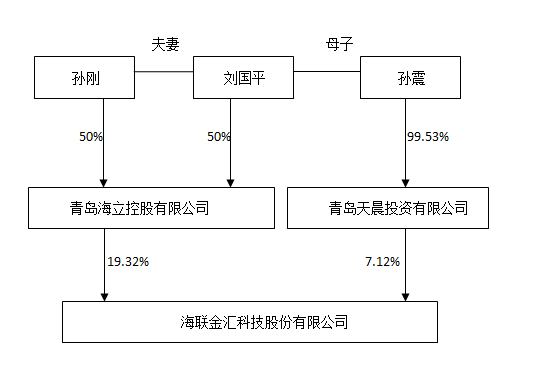 夫妻
母子
孙刚
刘国平
孙震
50%
50%
99.53%
青岛海立控股有限公司
青岛天晨投资有限公司
19.32%
7.12%
海联金汇科技股份有限公司